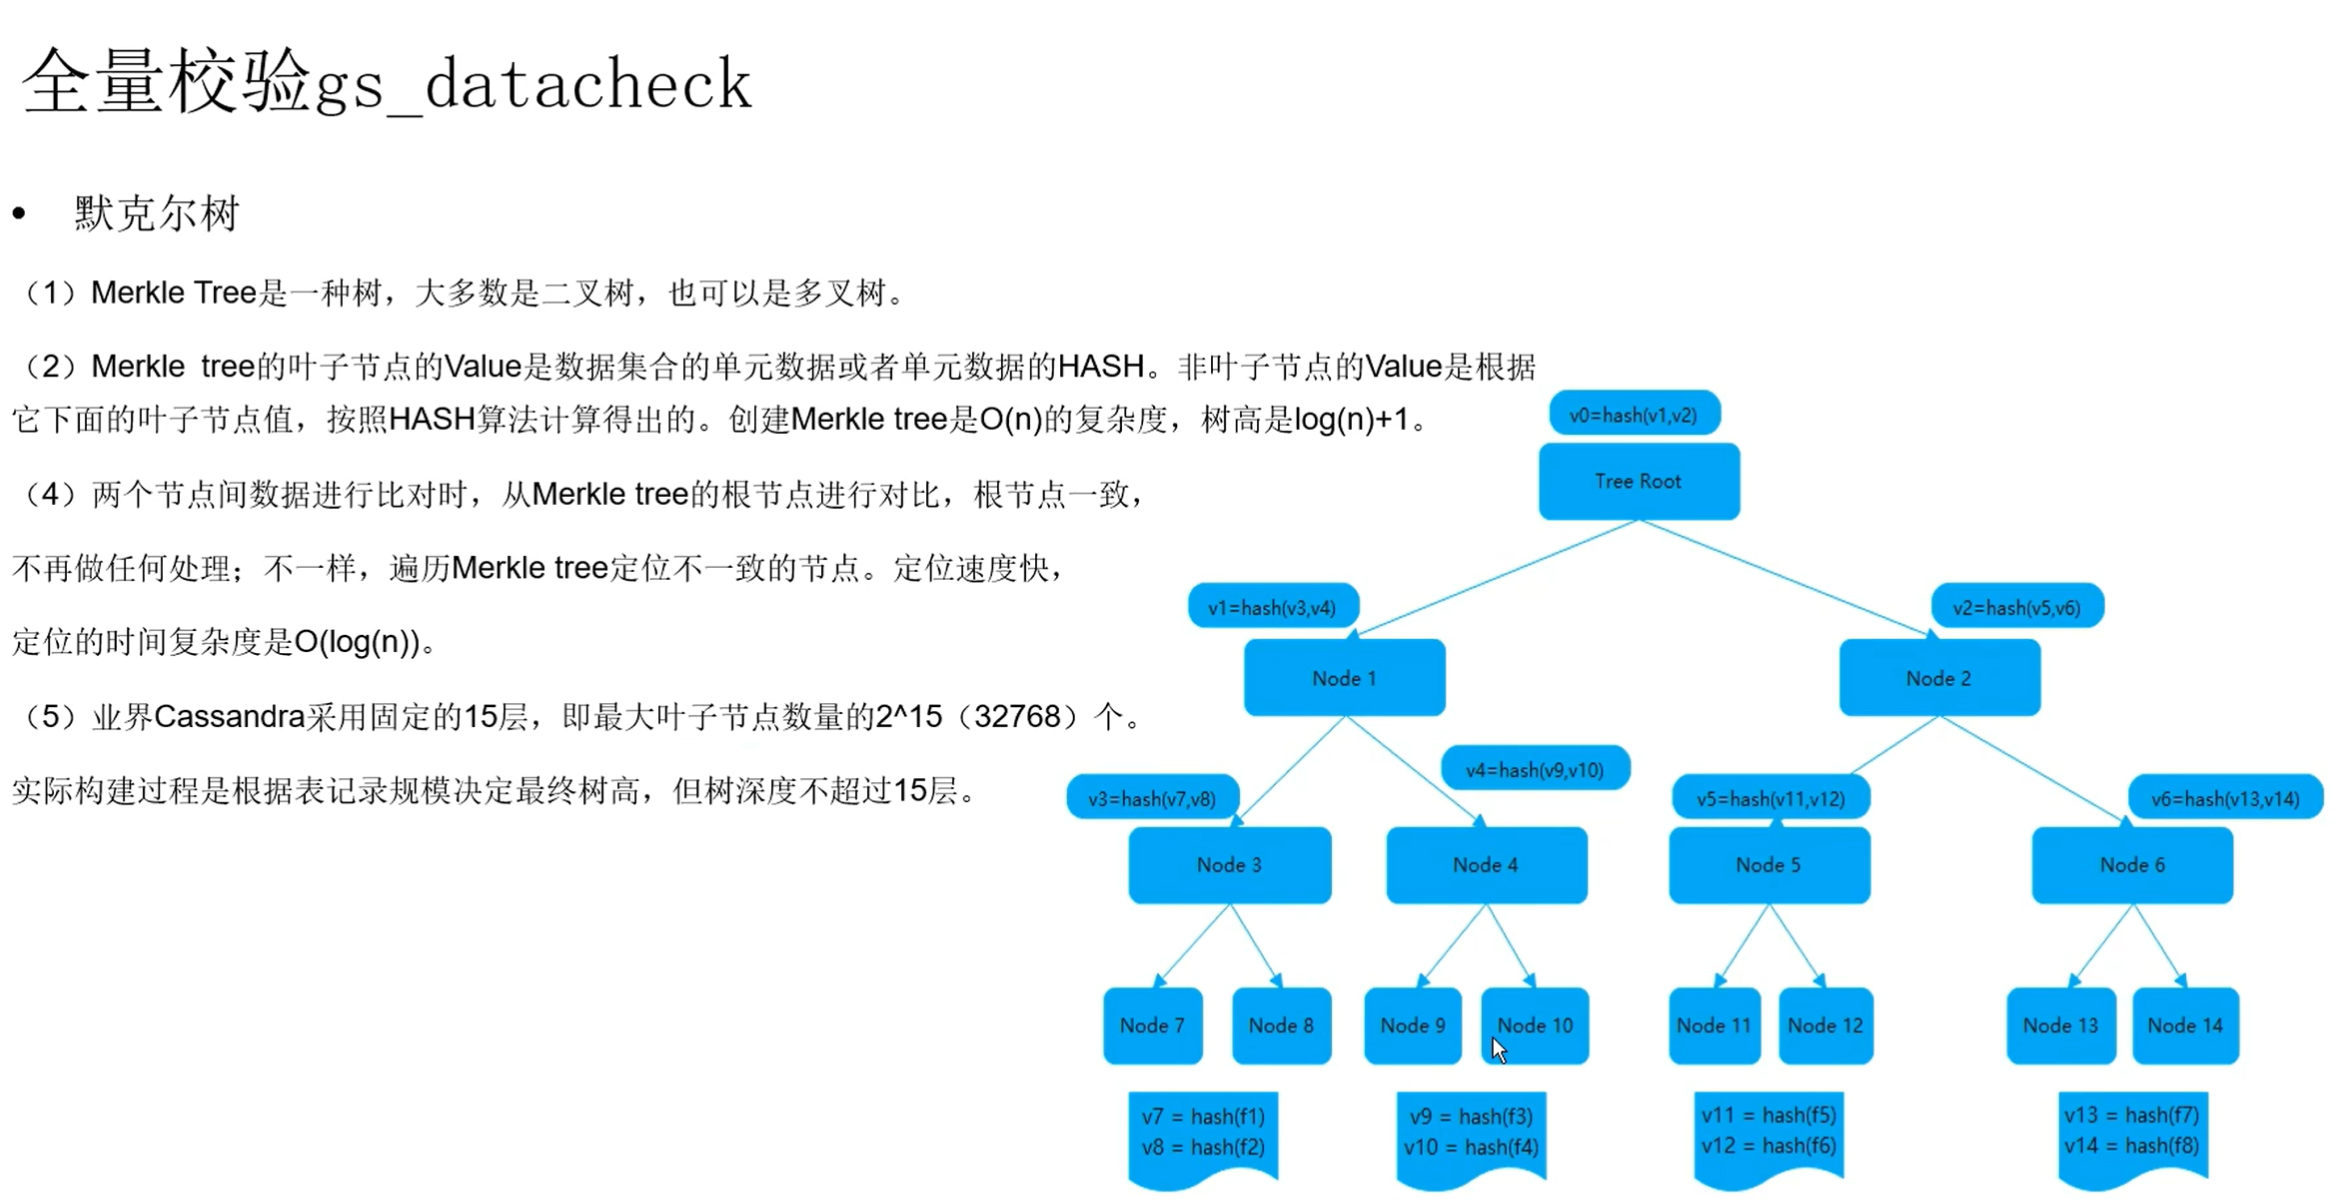 全量校验gs_datacheck
• 默克尔树
（1）Merkle Tree是一种树，大多数是二叉树，也可以是多叉树。
（2）Merkle tree的叶子节点的Value是数据集合的单元数据或者单元数据的HASH。非叶子节点的Value是根据
它下面的叶子节点值，按照HASH算法计算得出的。创建Merkle tree是O(n)的复杂度，树高是log(n)+1。
（4）两个节点间数据进行比对时，从Merkle tree的根节点进行对比，根节点一致，
不再做任何处理；不一样，遍历Merkle tree定位不一致的节点。定位速度快，
定位的时间复杂度是O(log(n))。
（5）业界Cassandra采用固定的15层，即最大叶子节点数量的2^15（32768）个。
实际构建过程是根据表记录规模决定最终树高，但树深度不超过15层。
v0=hash(v1,v2)
Tree Root
v1=hash(v3,v4)
v2=hash(v5,v6)
Node 1
Node 2
v3=hash(v7,v8)
v4=hash(v9,v10)
v5=hash(v11,v12)
v6=hash(v13,v14)
Node 3
Node 4
Node 5
Node 6
Node 7
Node 8
Node 9
Node 10
Node 11
Node 12
Node 13
Node 14
v7 = hash(f1)
v8 = hash(f2)
v9 = hash(f3)
v10 = hash(f4)
v11 = hash(f5)
v12 = hash(f6)
v13 = hash(f7)
v14 = hash(f8)